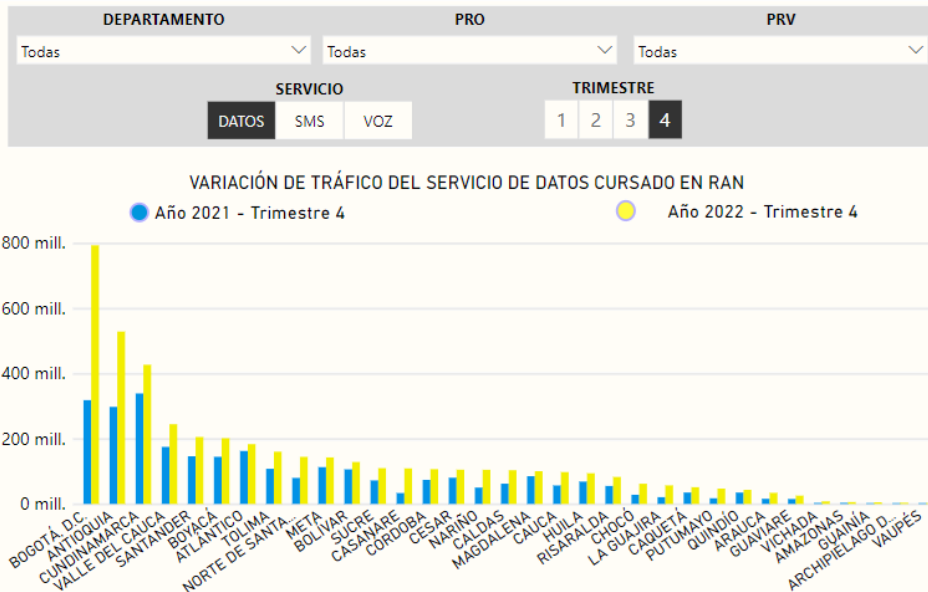 DEPARTAMENTO PRO PRV
Todas Todas Todas
SERVICIO TRIMESTRE
DATOS SMS VOZ 1 2 3 4
VARIACIÓN DE TRÁFICO DEL SERVICIO DE DATOS CURSADO EN RAN
Año 2021 - Trimestre 4 Año 2022 - Trimestre 4
800 mill.
600 mill.
400 mill.
200 mill.
0 mill.
BOGOTÁ, D.C.
ANTIOQUIA
CUNDINAMARCA
VALLE DEL CAUCA
SANTANDER
BOYACÁ
ATLÁNTICO
TOLIMA
NORTE DE SANTA...
META
BOLÍVAR
SUCRE
CASANARE
CÓRDOBA
CESAR
NARIÑO
CALDAS
MAGDALENA
CAUCA
HUILA
RISARALDA
CHOCÓ
LA GUAJIRA
CAQUETÁ
PUTUMAYO
QUINDÍO
ARAUCA
GUAVIARE
VICHADA
AMAZONAS
GUAINÍA
ARCHIPIELAGO D...
VAUPÉS